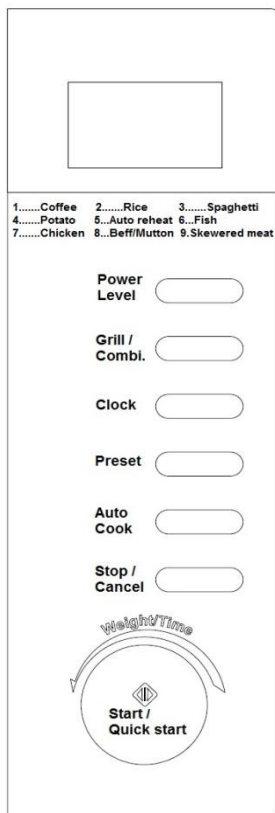 1.......Coffee 2.......Rice 3.......Spaghetti
4.......Potato 5...Auto reheat 6...Fish
7.......Chicken 8...Beff/Mutton 9.Skewered meat
Power
Level
Grill /
Combi.
Clock
Preset
Auto
Cook
Stop /
Cancel
Weight/Time
Start /
Quick start